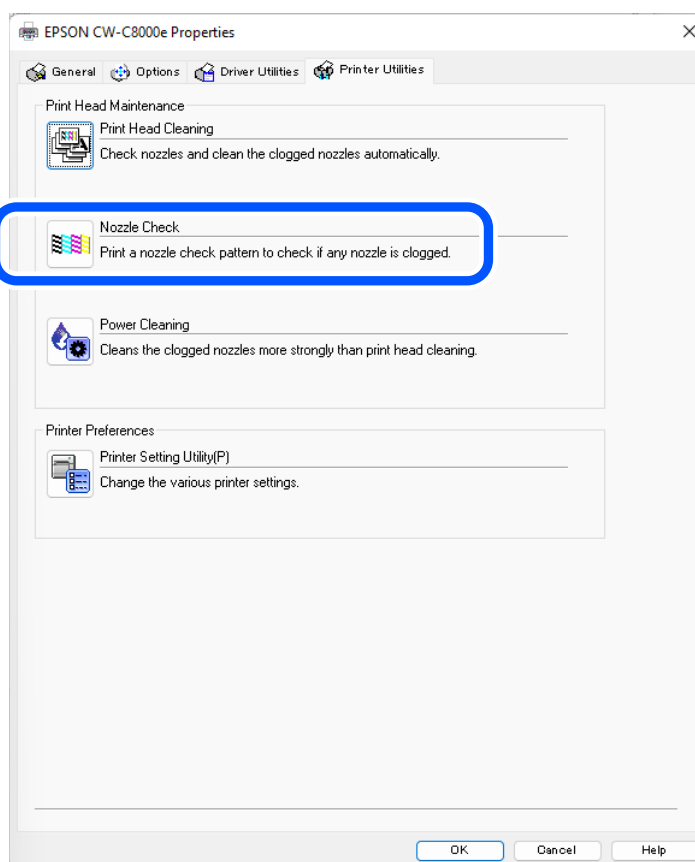 EPSON CW-C8000e Properties
General Options Driver Utilities Printer Utilities
Print Head Maintenance
Print Head Cleaning
Check nozzles and clean the clogged nozzles automatically.
Nozzle Check
Print a nozzle check pattern to check if any nozzle is clogged.
Power Cleaning
Cleans the clogged nozzles more strongly than print head cleaning.
Printer Preferences
Printer Setting Utility(P)
Change the various printer settings.
OK Cancel Help